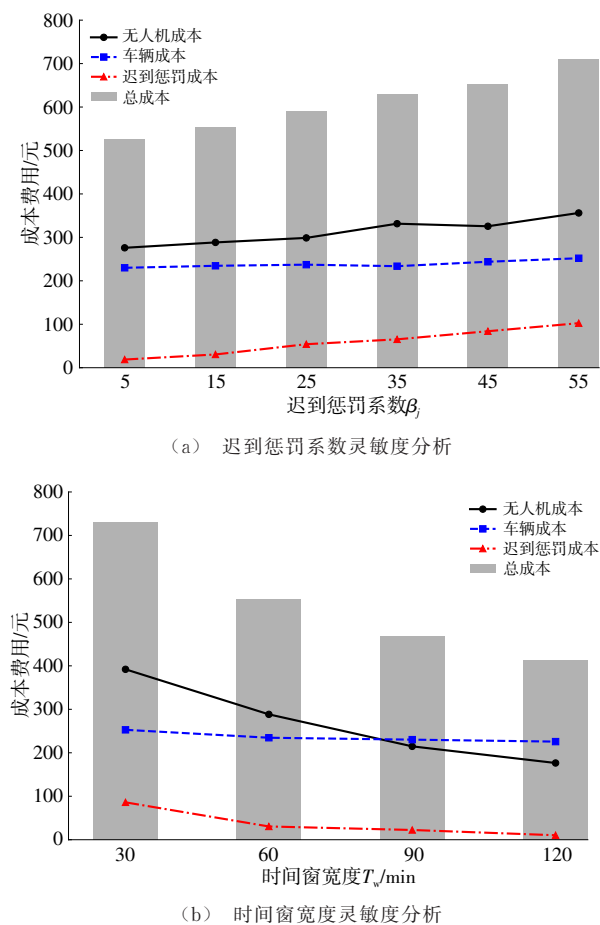 800
700
600
500
400
300
200
100
0
成本费用/元
无人机成本
车辆成本
迟到惩罚成本
总成本
5 15 25 35 45 55
迟到惩罚系数βj
（a） 迟到惩罚系数灵敏度分析
800
700
600
500
400
300
200
100
0
成本费用/元
无人机成本
车辆成本
迟到惩罚成本
总成本
30 60 90 120
时间窗宽度Tw/min
（b） 时间窗宽度灵敏度分析